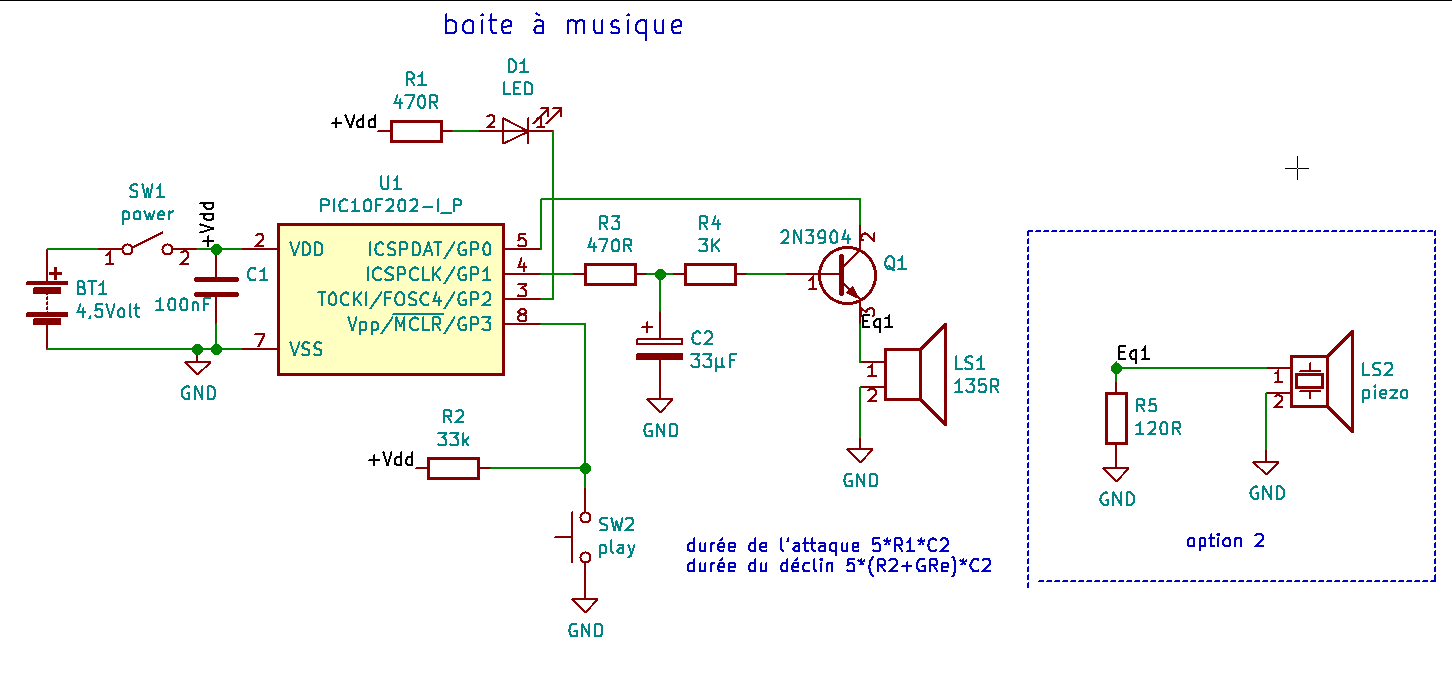 boite à musique
D1
LED
R1
470R
+Vdd
2
1
SW1
power
+Vdd
U1
PIC10F202-I_P
1
2
2
VDD
ICSPDAT/GP0
5
ICSPCLK/GP1
4
T0CKI/FOSC4/GP2
3
Vpp/MCLR/GP3
8
7
VSS
+
BT1
4,5Volt
C1
100nF
GND
R3
470R
R4
3K
2N3904
2
Q1
1
3
Eq1
+
C2
33µF
GND
LS1
135R
1
2
GND
R2
33k
+Vdd
SW2
play
GND
durée de l'attaque 5*R1*C2
durée du déclin 5*(R2+GRe)*C2
Eq1
1
2
LS2
piezo
R5
120R
GND
GND
option 2